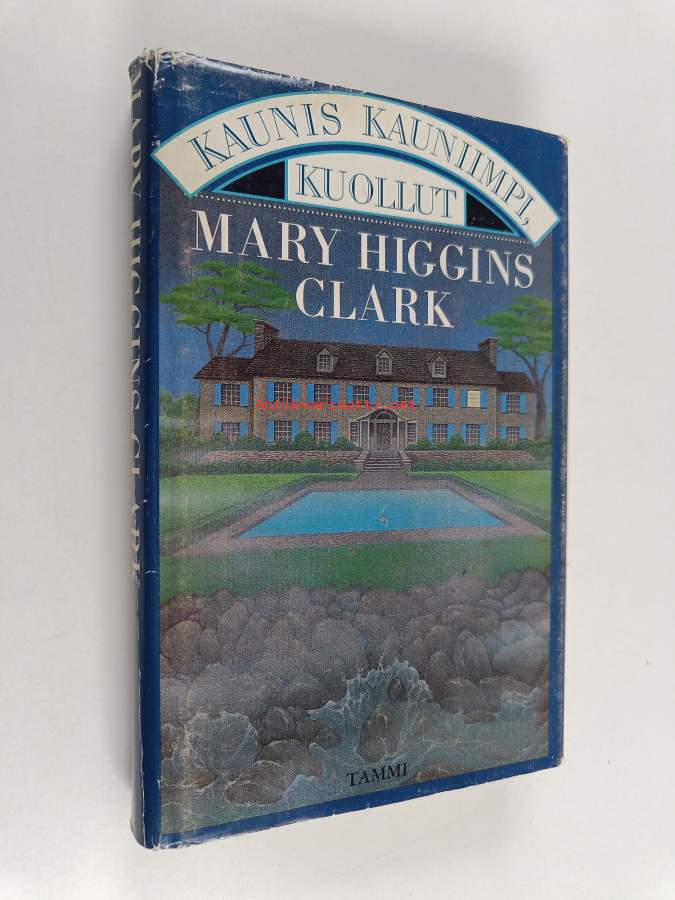 KAUNIS KAUNIIMPI,
KUOLLUT
MARY HIGGINS
CLARK
TAMMI
MARY HIGGINS CLARK